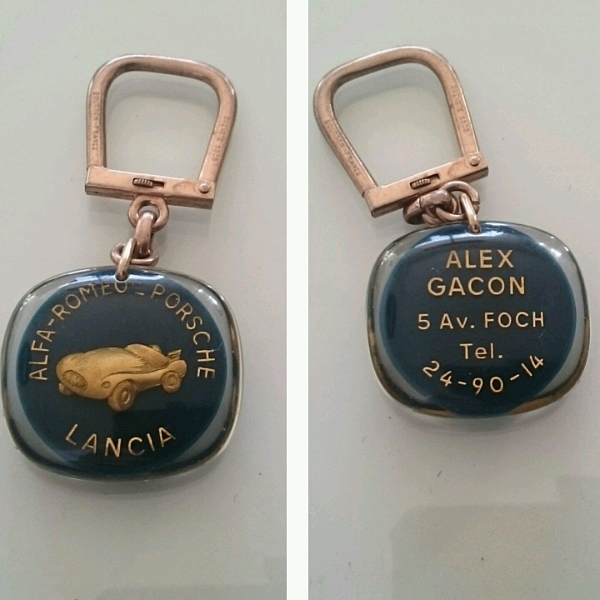 ALFA-ROMEO-PORSCHE
LANCIA
ALEX
GACON
5 Av. FOCH
Tel.
24-90-14